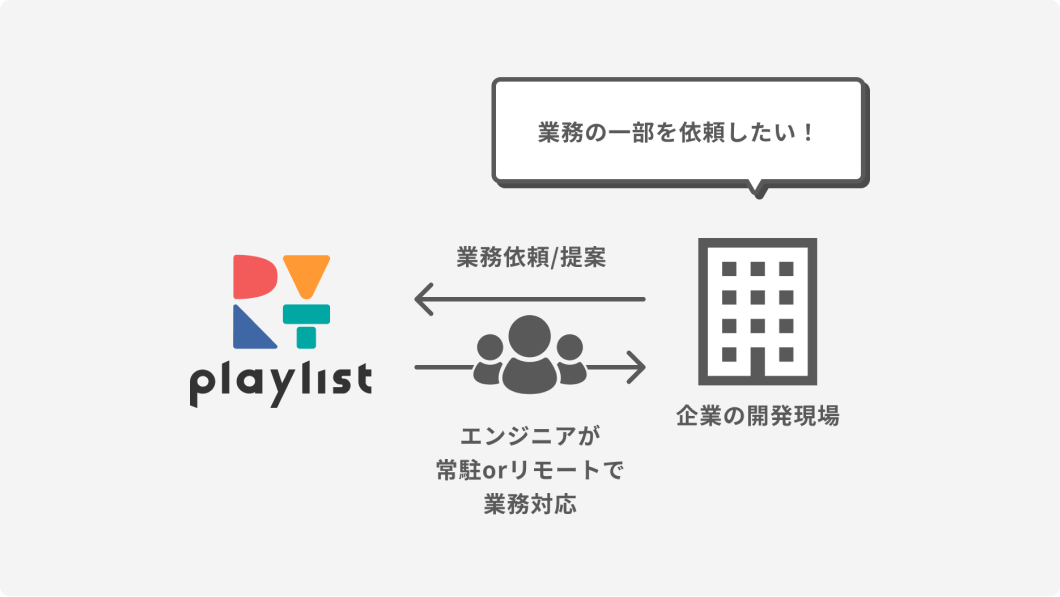 業務の一部を依頼したい！
業務依頼/提案
playlist
エンジニアが
常駐orリモートで
業務対応
企業の開発現場